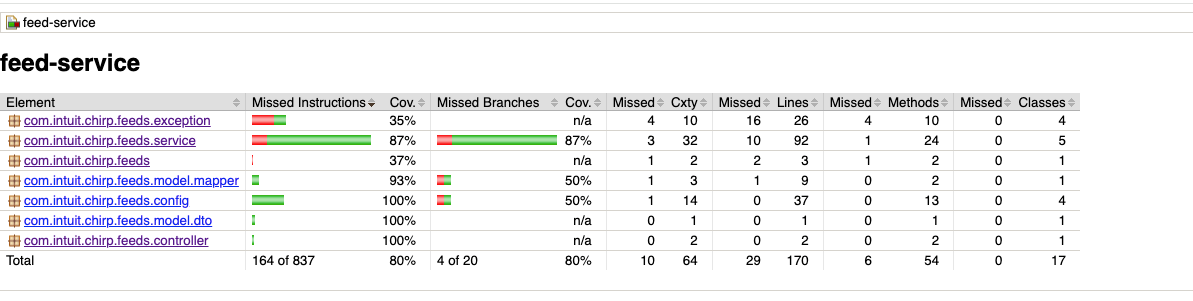 feed-service
feed-service
Element Missed Instructions Cov. Missed Branches Cov. Missed Cxty Missed Lines Missed Methods Missed Classes
com.intuit.chirp.feeds.exception 35% n/a 4 10 16 26 4 10 0 4
com.intuit.chirp.feeds.service 87% 87% 3 32 10 92 1 24 0 5
com.intuit.chirp.feeds 37% n/a 1 2 2 3 1 2 0 1
com.intuit.chirp.feeds.model.mapper 93% 50% 1 3 1 9 0 2 0 1
com.intuit.chirp.feeds.config 100% 50% 1 14 0 37 0 13 0 4
com.intuit.chirp.feeds.model.dto 100% n/a 0 1 0 1 0 1 0 1
com.intuit.chirp.feeds.controller 100% n/a 0 2 0 2 0 2 0 1
Total 164 of 837 80% 4 of 20 80% 10 64 29 170 6 54 0 17